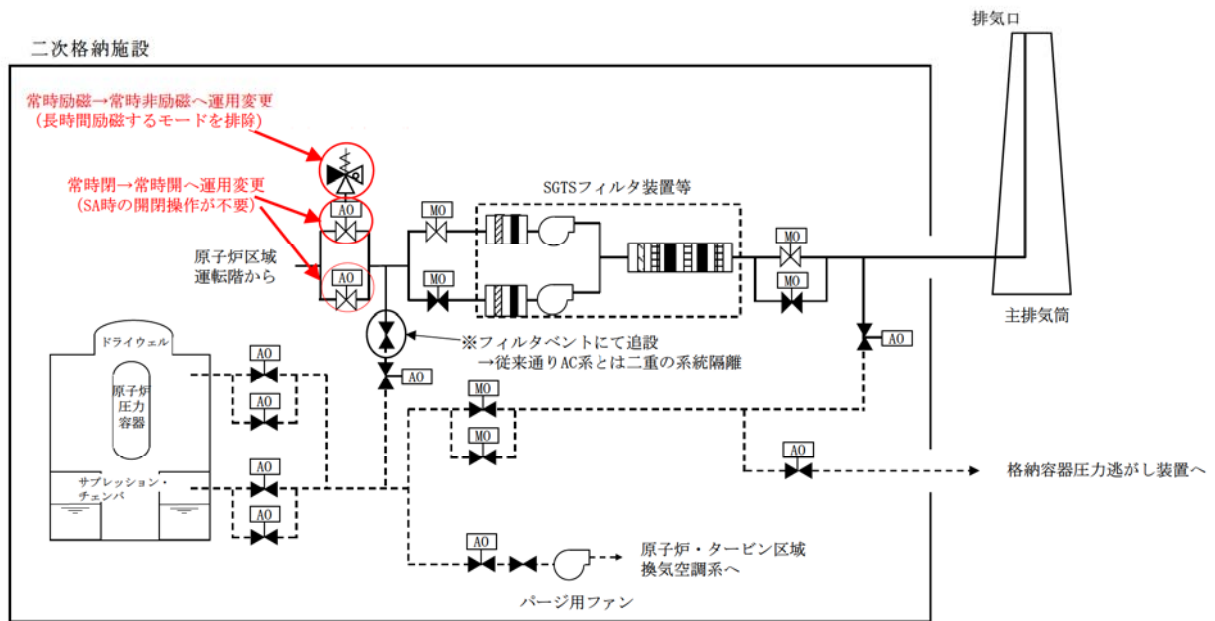 排気口
二次格納施設
常時励磁→常時非励磁へ運用変更
(長時間励磁するモードを排除)
常時閉→常時開へ運用変更
(SA時の開閉操作が不要)
AO
MO
SGTSフィルタ装置等
MO
原子炉区域
運転階から
AO
MO
MO
主排気筒
※フィルタベントにて追設
→従来通りAC系とは二重の系統隔離
AO
AO
ドライウェル
原子炉
圧力
容器
AO
AO
MO
MO
サプレッション・
チェンバ
AO
AO
AO
格納容器圧力逃がし装置へ
AO
原子炉・タービン区域
換気空調系へ
パージ用ファン